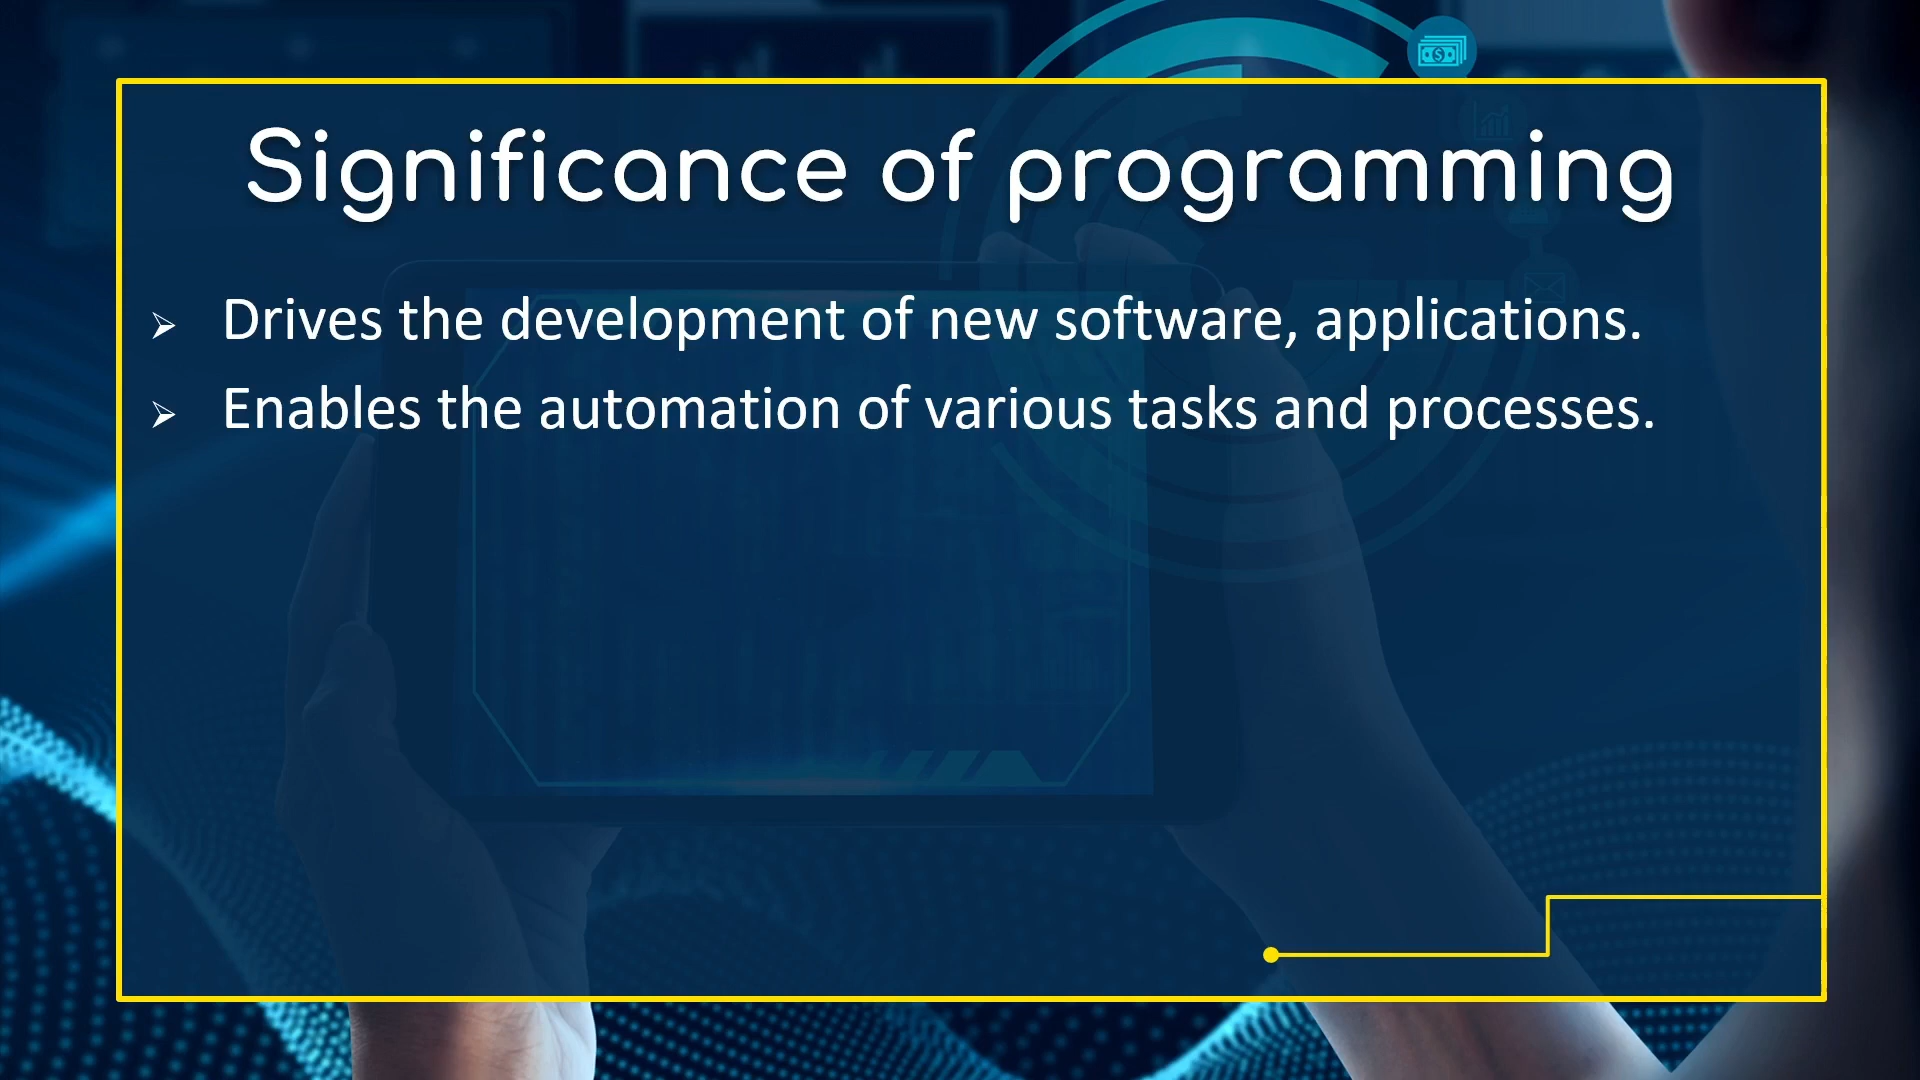 Significance of programming
➢ Drives the development of new software, applications.
➢ Enables the automation of various tasks and processes.